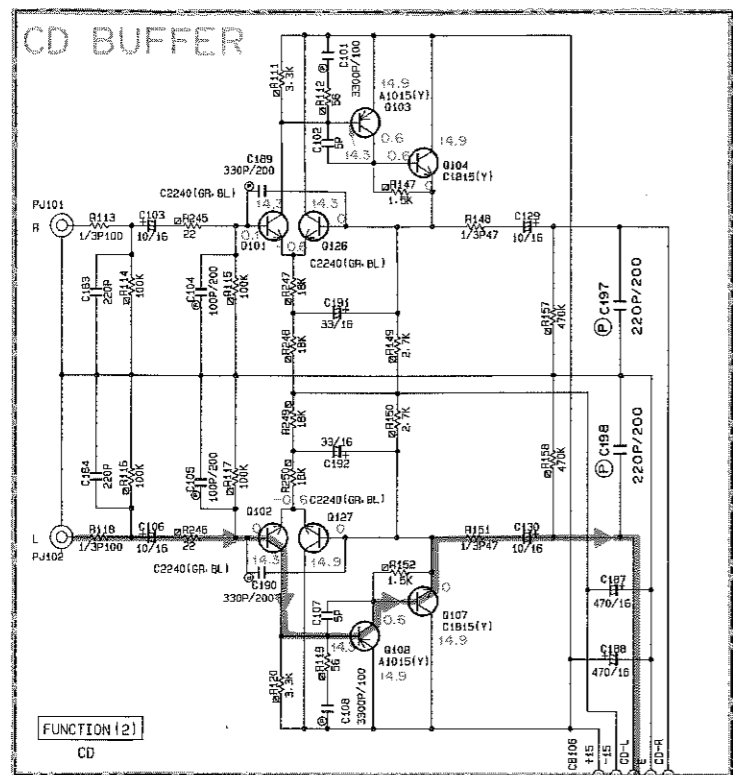 CD BUFFER
C101
3300P/100
R111
3.3K
R112
56
14.9
A1015(Y)
Q103
C102
5P
14.9
C189
330P/200
14.3
0.6
0.6
Q104
C1815(Y)
R147
1.5K
0
C2240(GR,BL)
PJ101
R
R113
1/3P100
C103
10/16
R245
22
14.3
14.3
Q101
-0.6
Q126
0
C2240(GR,BL)
R148
1/3P47
C129
10/16
C183
220P
R114
100K
C104
100P/200
R115
100K
R247
18K
C191
33/16
R248
18K
R149
2.7K
R157
470K
P C197
220P/200
C184
220P
R116
100K
C105
100P/200
R117
100K
R249
18K
33/16
C192
R250
18K
R150
2.7K
R158
470K
P C198
220P/200
Q102
-0.6
C2240(GR,BL)
Q127
L
PJ102
R118
1/3P100
C106
10/16
R246
22
0
14.3
14.9
0
R151
1/3P47
C130
10/16
C2240(GR,BL)
C190
330P/200
R152
1.5K
0
C107
5P
0.6
Q107
C1815(Y)
14.9
C187
470/16
14.3
Q108
A1015(Y)
14.9
R119
56
R120
3.3K
C108
3300P/100
C188
470/16
FUNCTION(2)
CD
CB106
+15
-15
CD-L
E
CD-R